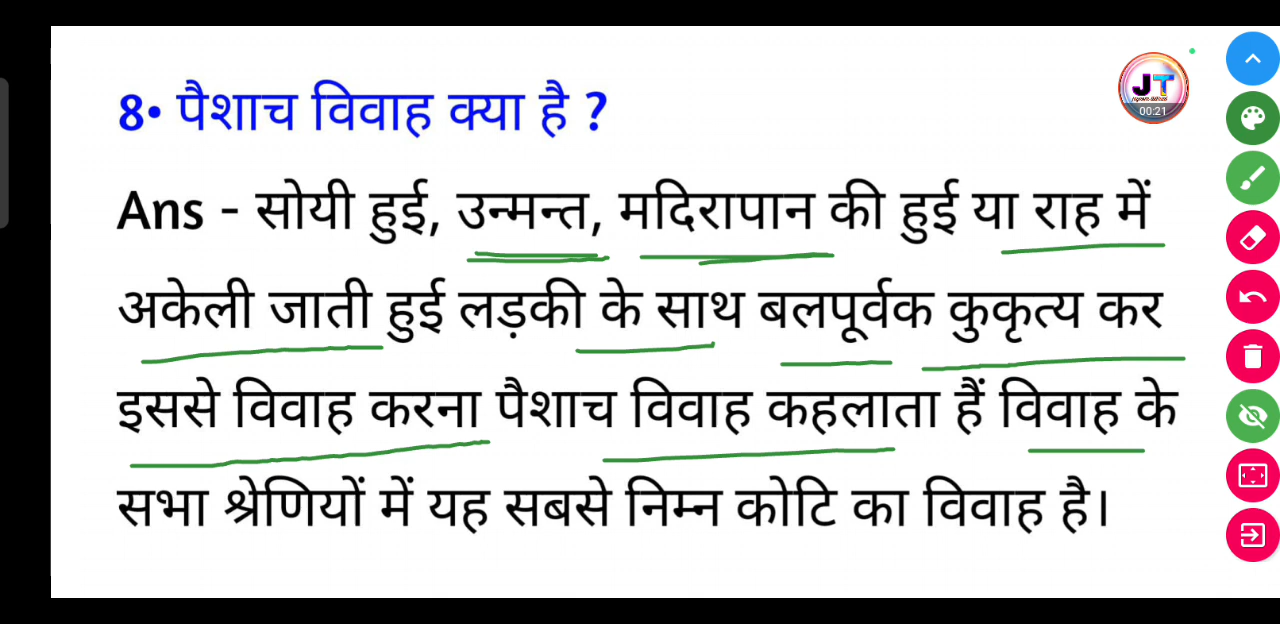 8• पैशाच विवाह क्या है ?
JT
00:21
Ans - सोयी हुई, उन्मन्त, मदिरापान की हुई या राह में
अकेली जाती हुई लड़की के साथ बलपूर्वक कुकृत्य कर
इससे विवाह करना पैशाच विवाह कहलाता हैं विवाह के
सभा श्रेणियों में यह सबसे निम्न कोटि का विवाह है।